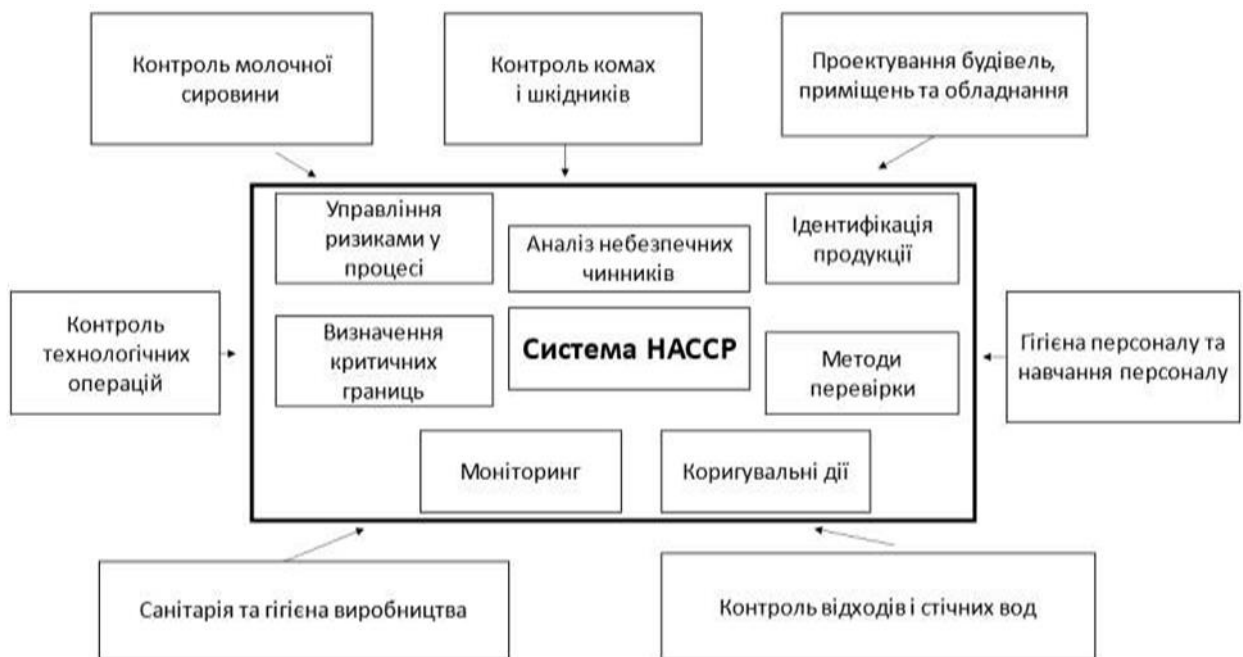 Контроль молочної
сировини
Контроль комах
і шкідників
Проектування будівель,
приміщень та обладнання
Управління
ризиками у
процесі
Аналіз небезпечних
чинників
Ідентифікація
продукції
Контроль
технологічних
операцій
Визначення
критичних
границь
Система НАССР
Методи
перевірки
Гігієна персоналу та
навчання персоналу
Моніторинг
Коригувальні дії
Санітарія та гігієна виробництва
Контроль відходів і стічних вод